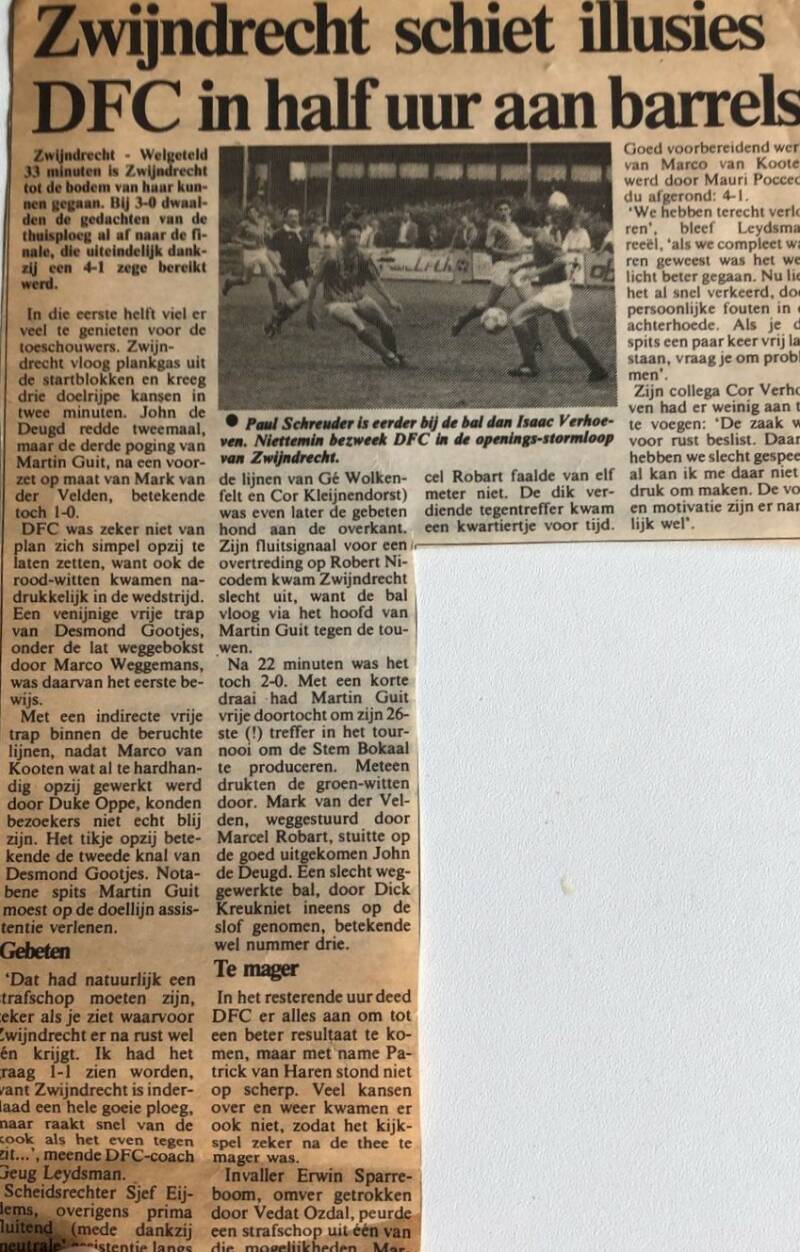 Zwijndrecht schiet illusies
DFC in half uur aan barrels
Zwijndrecht - Welgeteld
33 minuten is Zwijndrecht
tot de bodem van haar kun-
nen gegaan. Bij 3-0 dwaal-
den de gedachten van de
thuisploeg al af naar de fi-
nale, die uiteindelijk dank-
zij een 4-1 zege bereikt
werd.
In die eerste helft viel er
veel te genieten voor de
toeschouwers. Zwijn-
drecht vloog plankgas uit
de startblokken en kreeg
drie doelrijpe kansen in
twee minuten. John de
Deugd redde tweemaal,
maar de derde poging van
Martin Guit, na een voor-
zet op maat van Mark van
der Velden, betekende
toch 1-0.
DFC was zeker niet van
plan zich simpel opzij te
laten zetten, want ook de
rood-witten kwamen na-
drukkelijk in de wedstrijd.
Een venijnige vrije trap
van Desmond Gootjes,
onder de lat weggebokst
door Marco Weggemans,
was daarvan het eerste be-
wijs.
Met een indirecte vrije
trap binnen de beruchte
lijnen, nadat Marco van
Kooten wat al te hardhan-
dig opzij gewerkt werd
door Duke Oppe, konden
bezoekers niet echt blij
zijn. Het tikje opzij bete-
kende de tweede knal van
Desmond Gootjes. Nota-
bene spits Martin Guit
moest op de doellijn assis-
tentie verlenen.
Gebeten
'Dat had natuurlijk een
trafschop moeten zijn,
eker als je ziet waarvoor
Zwijndrecht er na rust wel
én krijgt. Ik had het
raag 1-1 zien worden,
want Zwijndrecht is inder-
laad een hele goeie ploeg,
naar raakt snel van de
ook als het even tegen
zit...', meende DFC-coach
Geug Leydsman.
Scheidsrechter Sjef Eij-
lems, overigens prima
luitend (mede dankzij
neutrale' istentie langs
● Paul Schreuder is eerder bij de bal dan Isaac Verhoe-
ven. Niettemin bezweek DFC in de openings-stormloop
van Zwijndrecht.
de lijnen van Gé Wolken-
felt en Cor Kleijnendorst)
was even later de gebeten
hond aan de overkant.
Zijn fluitsignaal voor een
overtreding op Robert Ni-
codem kwam Zwijndrecht
slecht uit, want de bal
vloog via het hoofd van
Martin Guit tegen de tou-
wen.
Na 22 minuten was het
toch 2-0. Met een korte
draai had Martin Guit
vrije doortocht om zijn 26-
ste (!) treffer in het tour-
nooi om de Stem Bokaal
te produceren. Meteen
drukten de groen-witten
door. Mark van der Vel-
den, weggestuurd door
Marcel Robart, stuitte op
de goed uitgekomen John
de Deugd. Een slecht weg-
gewerkte bal, door Dick
Kreukniet ineens op de
slof genomen, betekende
wel nummer drie.
Te mager
In het resterende uur deed
DFC er alles aan om tot
een beter resultaat te ko-
men, maar met name Pa-
trick van Haren stond niet
op scherp. Veel kansen
over en weer kwamen er
ook niet, zodat het kijk-
spel zeker na de thee te
mager was.
Invaller Erwin Sparre-
boom, omver getrokken
door Vedat Ozdal, peurde
een strafschop uit één van
die mogelijkheden. Mar-
cel Robart faalde van elf
meter niet. De dik ver-
diende tegentreffer kwam
een kwartiertje voor tijd.
Goed voorbereidend wer
van Marco van Koote
werd door Mauri Pocced
du afgerond: 4-1.
'We hebben terecht verlo
ren', bleef Leydsma
reeël, 'als we compleet wa
ren geweest was het we
licht beter gegaan. Nu lie
het al snel verkeerd, doo
persoonlijke fouten in
achterhoede. Als je d
spits een paar keer vrij la
staan, vraag je om probl
men'.
Zijn collega Cor Verho
ven had er weinig aan t
te voegen: 'De zaak w
voor rust beslist. Daar
hebben we slecht gespee
al kan ik me daar niet
druk om maken. De vo
en motivatie zijn er nam
lijk wel'.